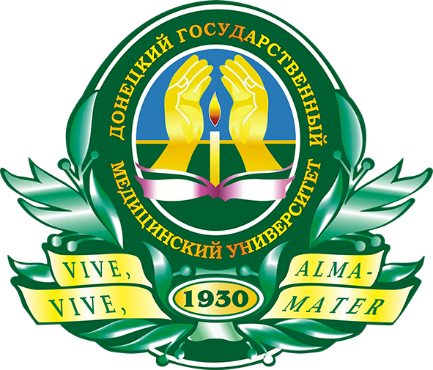 ДОНЕЦКИЙ ГОСУДАРСТВЕННЫЙ
МЕДИЦИНСКИЙ УНИВЕРСИТЕТ
VIVE,
VIVE,
1930
ALMA-
MATER